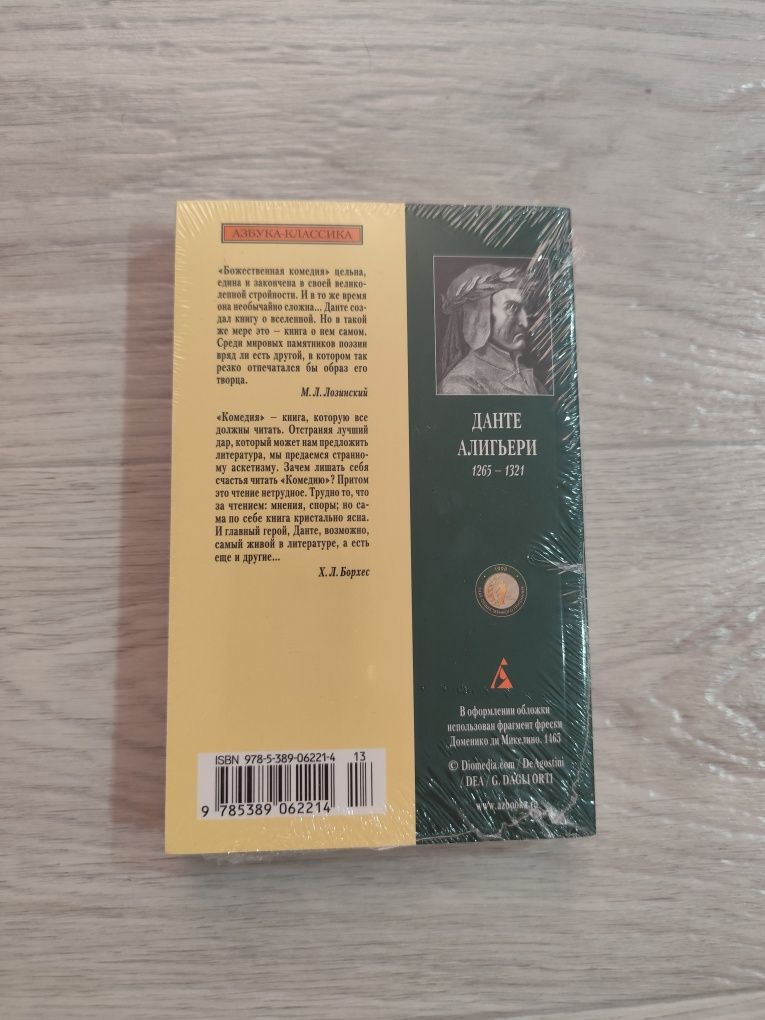 АЗБУКА-КЛАССИКА
«Божественная комедия» цельна,
едина и закончена в своей велико-
ленной стройности. И в то же время
она необычайно сложна... Данте соз-
дал книгу о вселенной. Но в такой
же мере это – книга о нем самом.
Среди мировых памятников поэзии
вряд ли есть другой, в котором так
резко отпечатался бы образ его
творца.
М. Л. Лозинский
«Комедия» – книга, которую все
должны читать. Отстраняя лучший
дар, который может нам предложить
литература, мы предаемся странно-
му аскетизму. Зачем лишать себя
счастья читать «Комедию»? Притом
это чтение нетрудное. Трудно то, что
за чтением: мнения, споры; но са-
ма по себе книга кристально ясна.
И главный герой, Данте, возможно,
самый живой в литературе, а есть
еще и другие...
Х. Л. Борхес
ISBN 978-5-389-06221-4
13
9 785389 062214
ДАНТЕ
АЛИГЬЕРИ
1265 – 1321
1998
В оформлении обложки
использован фрагмент фрески
Доменико ди Микелино. 1465
© Diomedia.com / DeAgostini
/ DEA / G. DAGLI ORTI
www.azbooka.ru